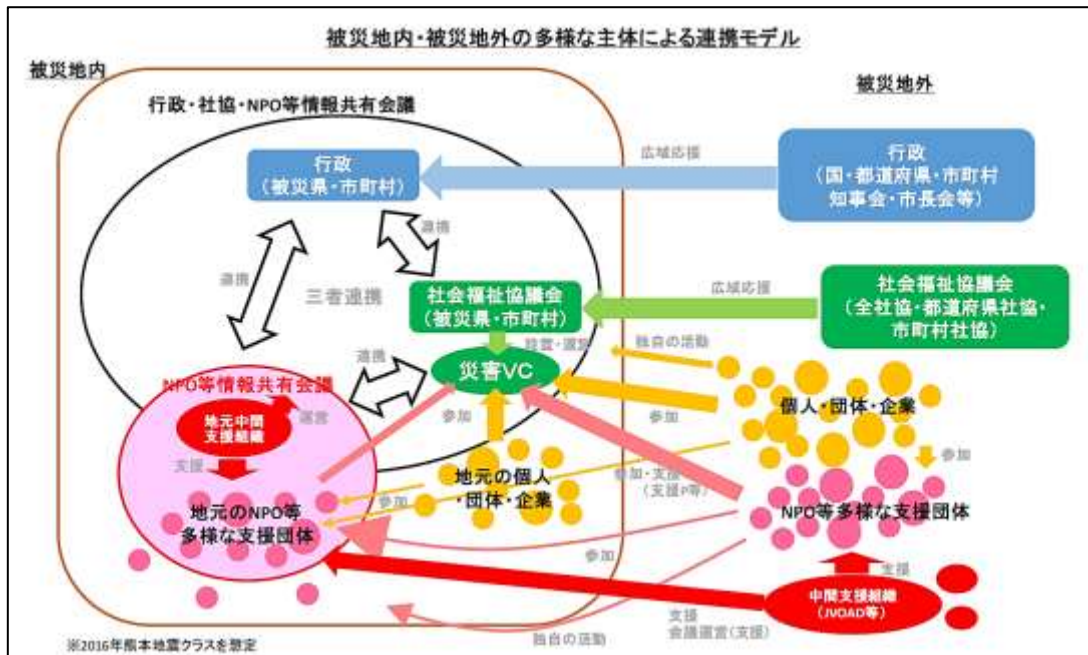 被災地内・被災地外の多様な主体による連携モデル
被災地内
被災地外
行政・社協・NPO等情報共有会議
行政
(被災県・市町村)
広域応援
行政
(国・都道府県・市町村
知事会・市長会等)
連携
連携
三者連携
社会福祉協議会
(被災県・市町村)
広域応援
社会福祉協議会
(全社協・都道府県社協・
市町村社協)
設置・運営
独自の活動
連携
災害VC
NPO等情報共有会議
地元中間
支援組織
運営
参加
参加
個人・団体・企業
支援
地元の個人
・団体・企業
参加・支援
(支援P等)
参加
参加
地元のNPO等
多様な支援団体
NPO等多様な支援団体
参加
支援
中間支援組織
(JVOAD等)
支援
会議運営(支援)
独自の活動
※2016年熊本地震クラスを想定